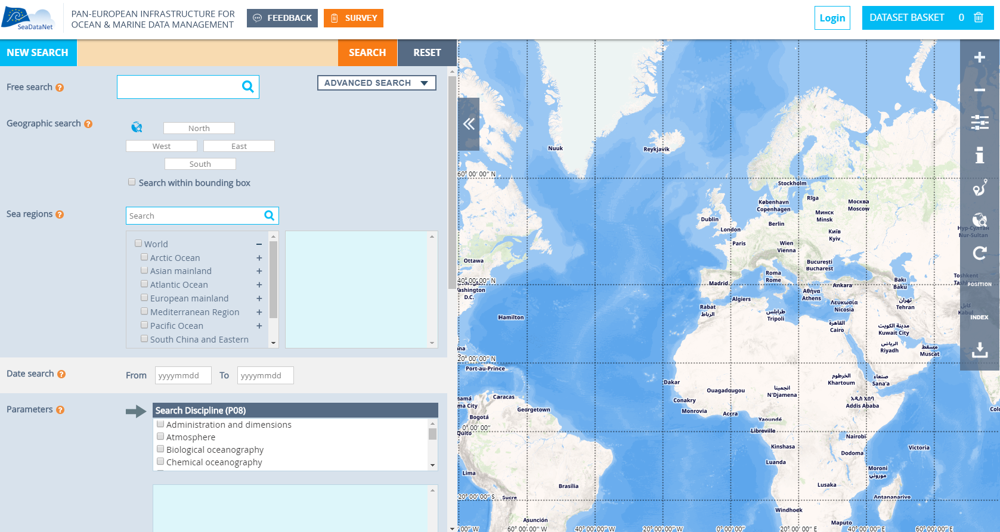 SeaDataNet
PAN-EUROPEAN INFRASTRUCTURE FOR
OCEAN & MARINE DATA MANAGEMENT
FEEDBACK
SURVEY
Login
DATASET BASKET 0
NEW SEARCH
SEARCH
RESET
Free search ?
ADVANCED SEARCH
Geographic search ?
North
West
East
South
Search within bounding box
Sea regions ?
Search
World
Arctic Ocean
Asian mainland
Atlantic Ocean
European mainland
Mediterranean Region
Pacific Ocean
South China and Eastern
Date search ?
From yyyymmdd To yyyymmdd
Parameters ?
Search Discipline (P08)
Administration and dimensions
Atmosphere
Biological oceanography
Chemical oceanography
Nuuk
Reykjavík
60° 00' 00'' N
Stockholm
Rīga
København
Copenhagen
Москва
Moscow
Минск
Minsk
Dublin
London
Berlin
Київ
Kyiv
Нур-Султан
Nur-Sultan
Paris
Wien
Vienna
Ottawa
București
Bucharest
Roma
Rome
40° 00' 00'' N
Washington
D.C.
Madrid
Αθήνα
Athens
Ankara
Bakı
Baku
Toshkent
POSITION
Algiers
Rabat
الرباط
طرابلس
Tripoli
Λευκωσία
Nicosia
تهران
Tehran
کابل
Kabul
INDEX
Hamilton
القاهرة
Cairo
مدينة الكويت
Kuwait City
الرياض
Riyadh
مسقط
Muscat
20° 00' 00'' N
Port-au-Prince
Dakar
Ouagadougou
انجمينا
N'Djamena
الخرطوم
Khartoum
صنعاء
Sana'a
አዲስ አበባ
Addis Ababa
Caracas
Georgetown
Conakry
Monrovia
Accra
Yaoundé
Libreville
Bogotá
0° 00' 00''
Quito
Nairobi
Kinshasa
Dodoma
Victoria
Luanda
Moroni
موروني
Lima
Brasília
Lusaka
Antananarivo
20° 00' 00'' S
Sucre
Windhoek
Asunción
Maputo
00'' W
60° 00' 00'' W
40° 00' 00'' W
20° 00' 00'' W
0° 00' 00''
20° 00' 00'' E
40° 00' 00'' E
60° 00' 00'' E